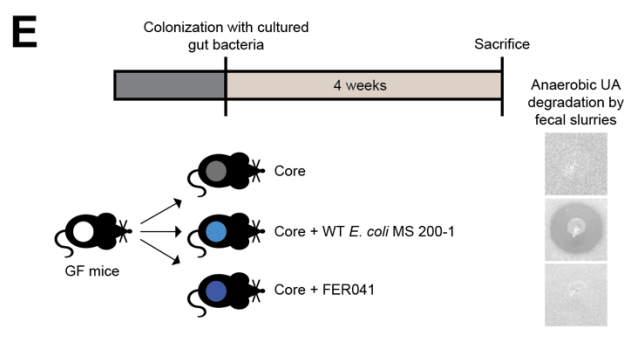 E
Colonization with cultured
gut bacteria
Sacrifice
4 weeks
Anaerobic UA
degradation by
fecal slurries
Core
Core + WT E. coli MS 200-1
GF mice
Core + FER041